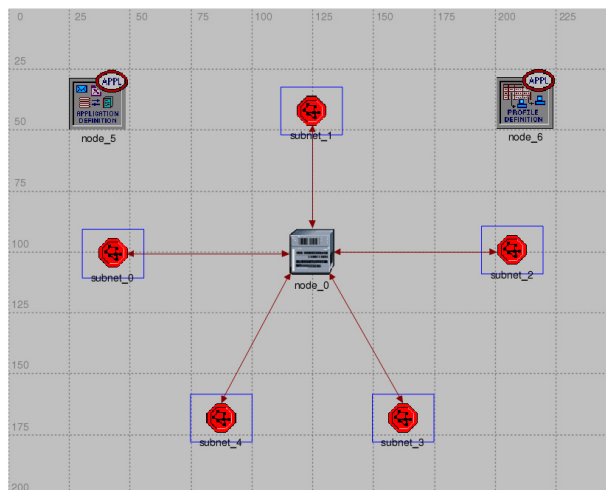 0 25 50 75 100 125 150 175 200 225
25
APPL
APPLICATION
DEFINITION
node_5
APPL
PROFILE
DEFINITION
node_6
50
subnet_1
75
100
subnet_0
node_0
subnet_2
125
150
175
subnet_4
subnet_3
200